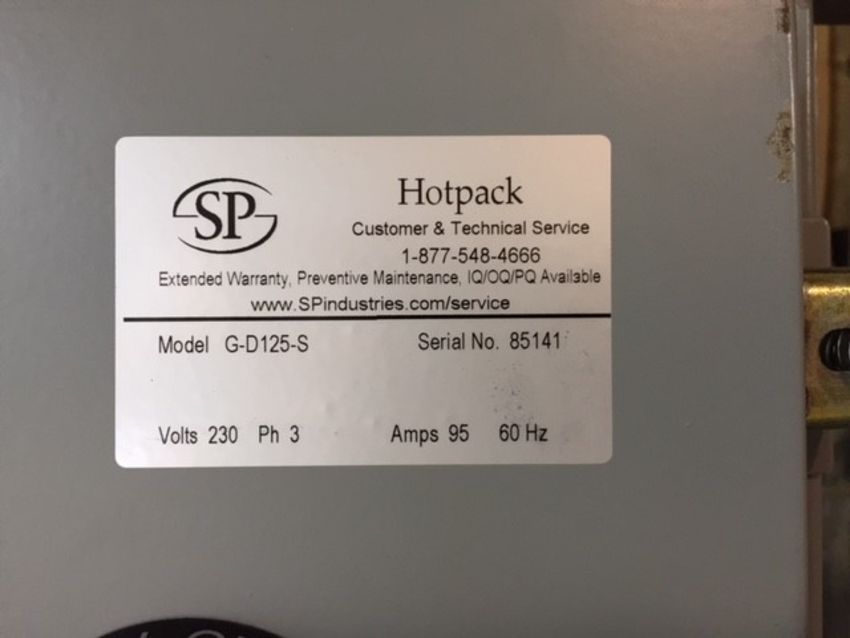 SP
Hotpack
Customer & Technical Service
1-877-548-4666
Extended Warranty, Preventive Maintenance, IQ/OQ/PQ Available
www.SPindustries.com/service
Model G-D125-S Serial No. 85141
Volts 230 Ph 3 Amps 95 60 Hz